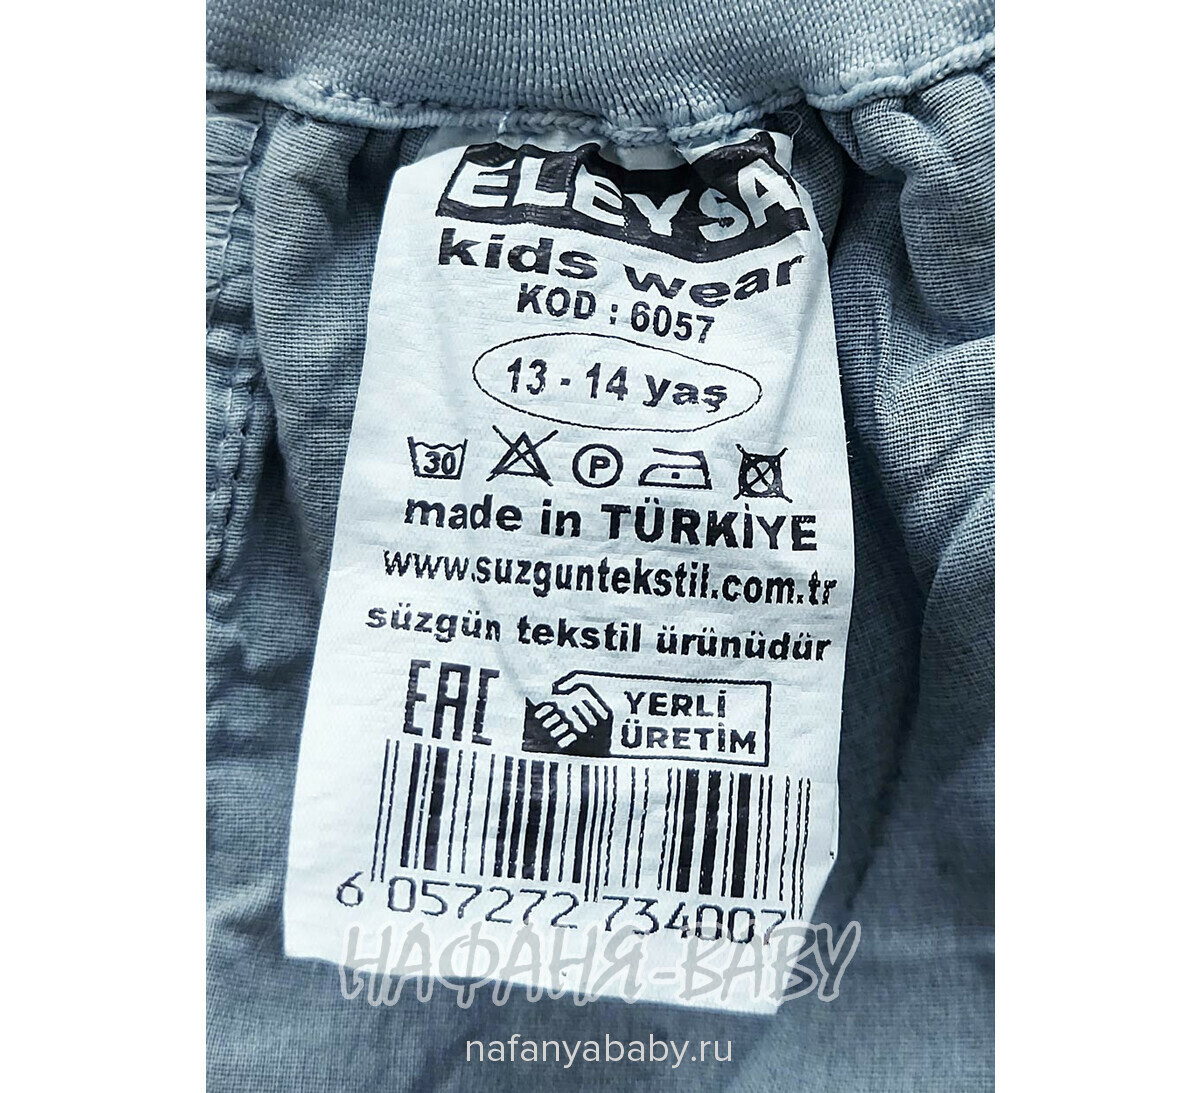 ELEYSA
kids wear
KOD : 6057
13 - 14 yaş
30 P
made in TÜRKİYE
www.suzguntekstil.com.tr
süzgün tekstil ürünüdür
EAC YERLİ
ÜRETİM
6 057272 734007
НАФАНЯ-BABY
nafanyababy.ru